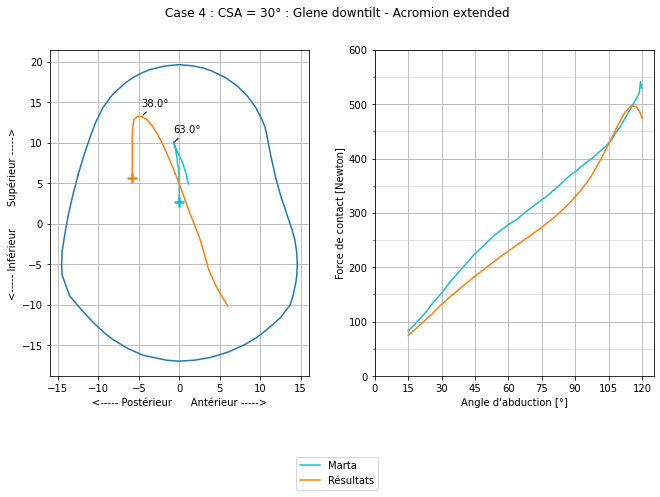 Case 4 : CSA = 30° : Glene downtilt - Acromion extended
20
15
10
5
0
−5
−10
−15
−15 −10 −5 0 5 10 15
<----- Inférieur Supérieur ----->
<----- Postérieur Antérieur ----->
38.0°
63.0°
600
500
400
300
200
100
0
0 15 30 45 60 75 90 105 120
Force de contact [Newton]
Angle d'abduction [°]
Marta
Résultats